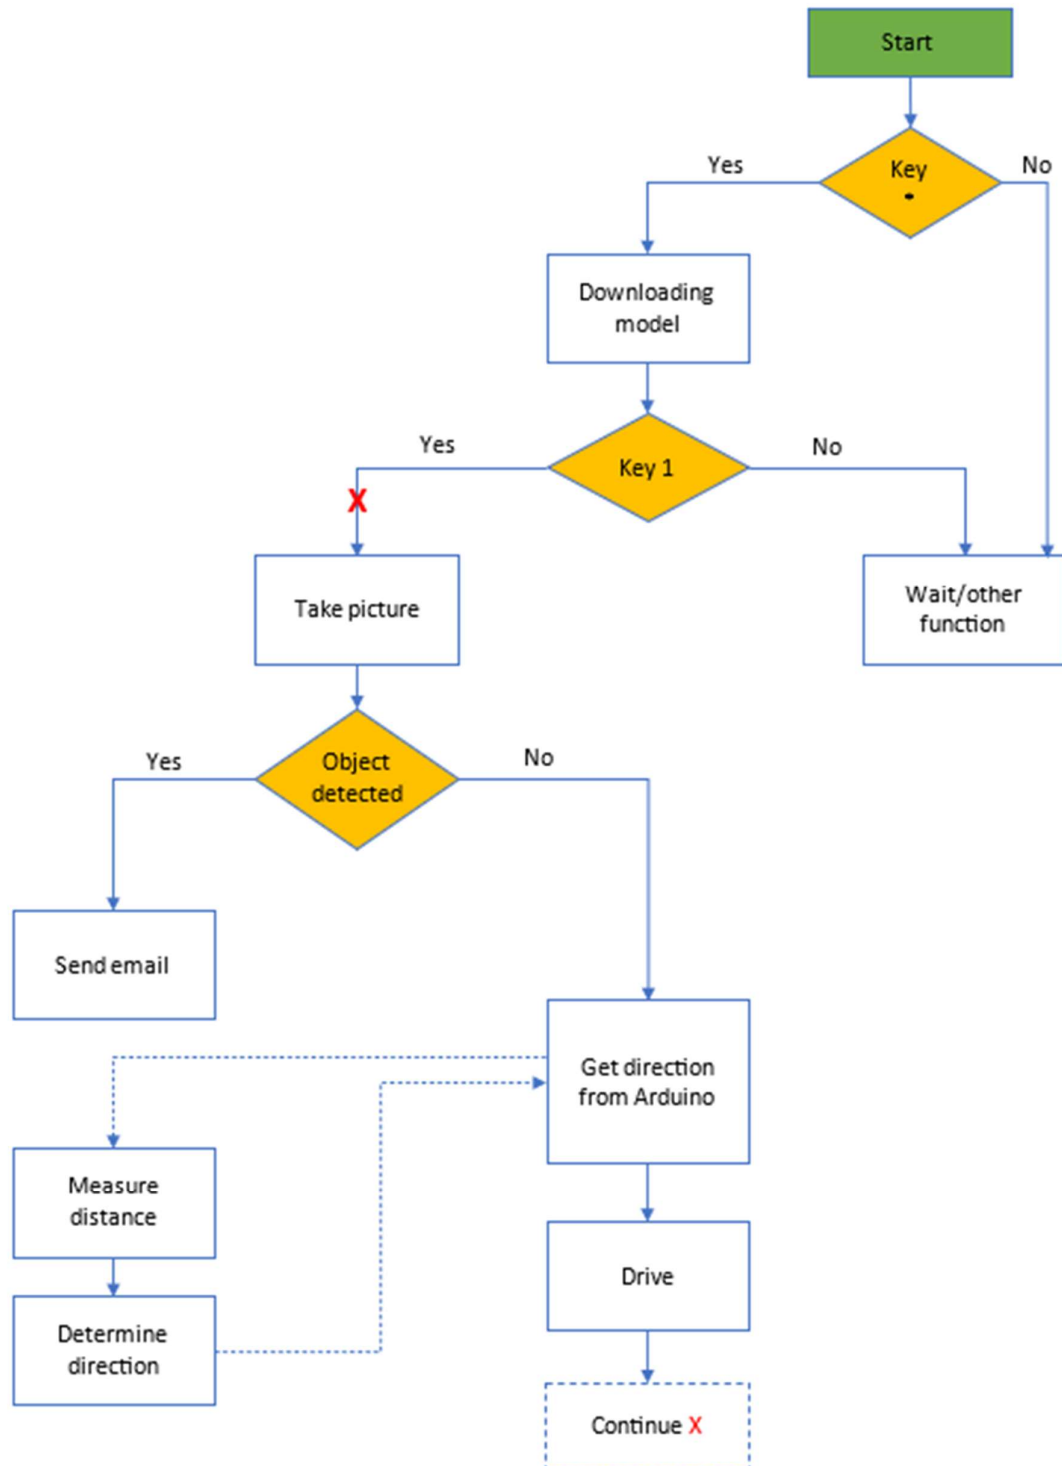 Start
Key
•
Yes
No
Downloading
model
Key 1
Yes
No
X
Take picture
Wait/other
function
Object
detected
Yes
No
Send email
Get direction
from Arduino
Measure
distance
Determine
direction
Drive
Continue X